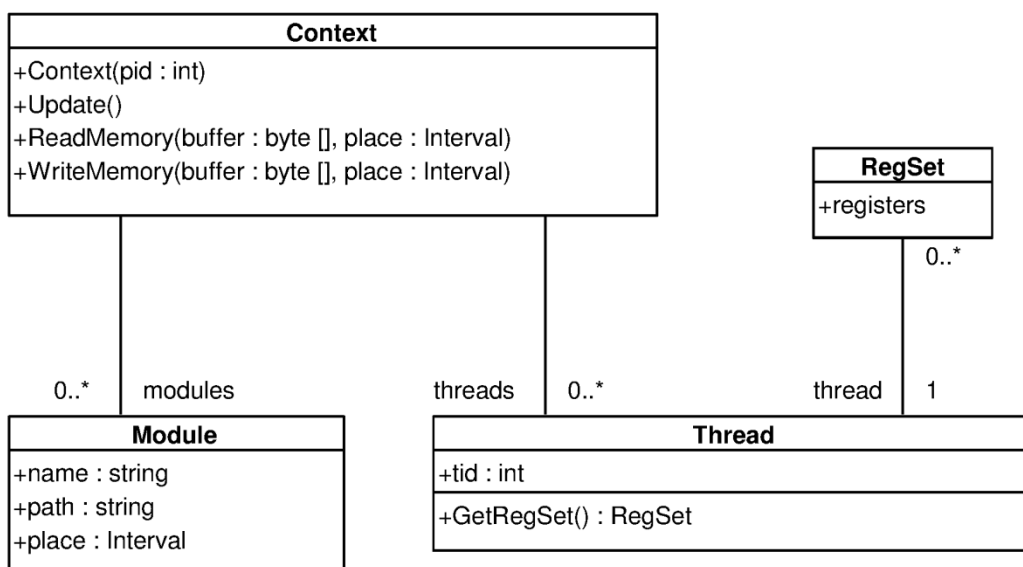 Context
+Context(pid : int)
+Update()
+ReadMemory(buffer : byte [], place : Interval)
+WriteMemory(buffer : byte [], place : Interval)
RegSet
+registers
0..*
0..* modules
threads 0..*
thread 1
Module
+name : string
+path : string
+place : Interval
Thread
+tid : int
+GetRegSet() : RegSet